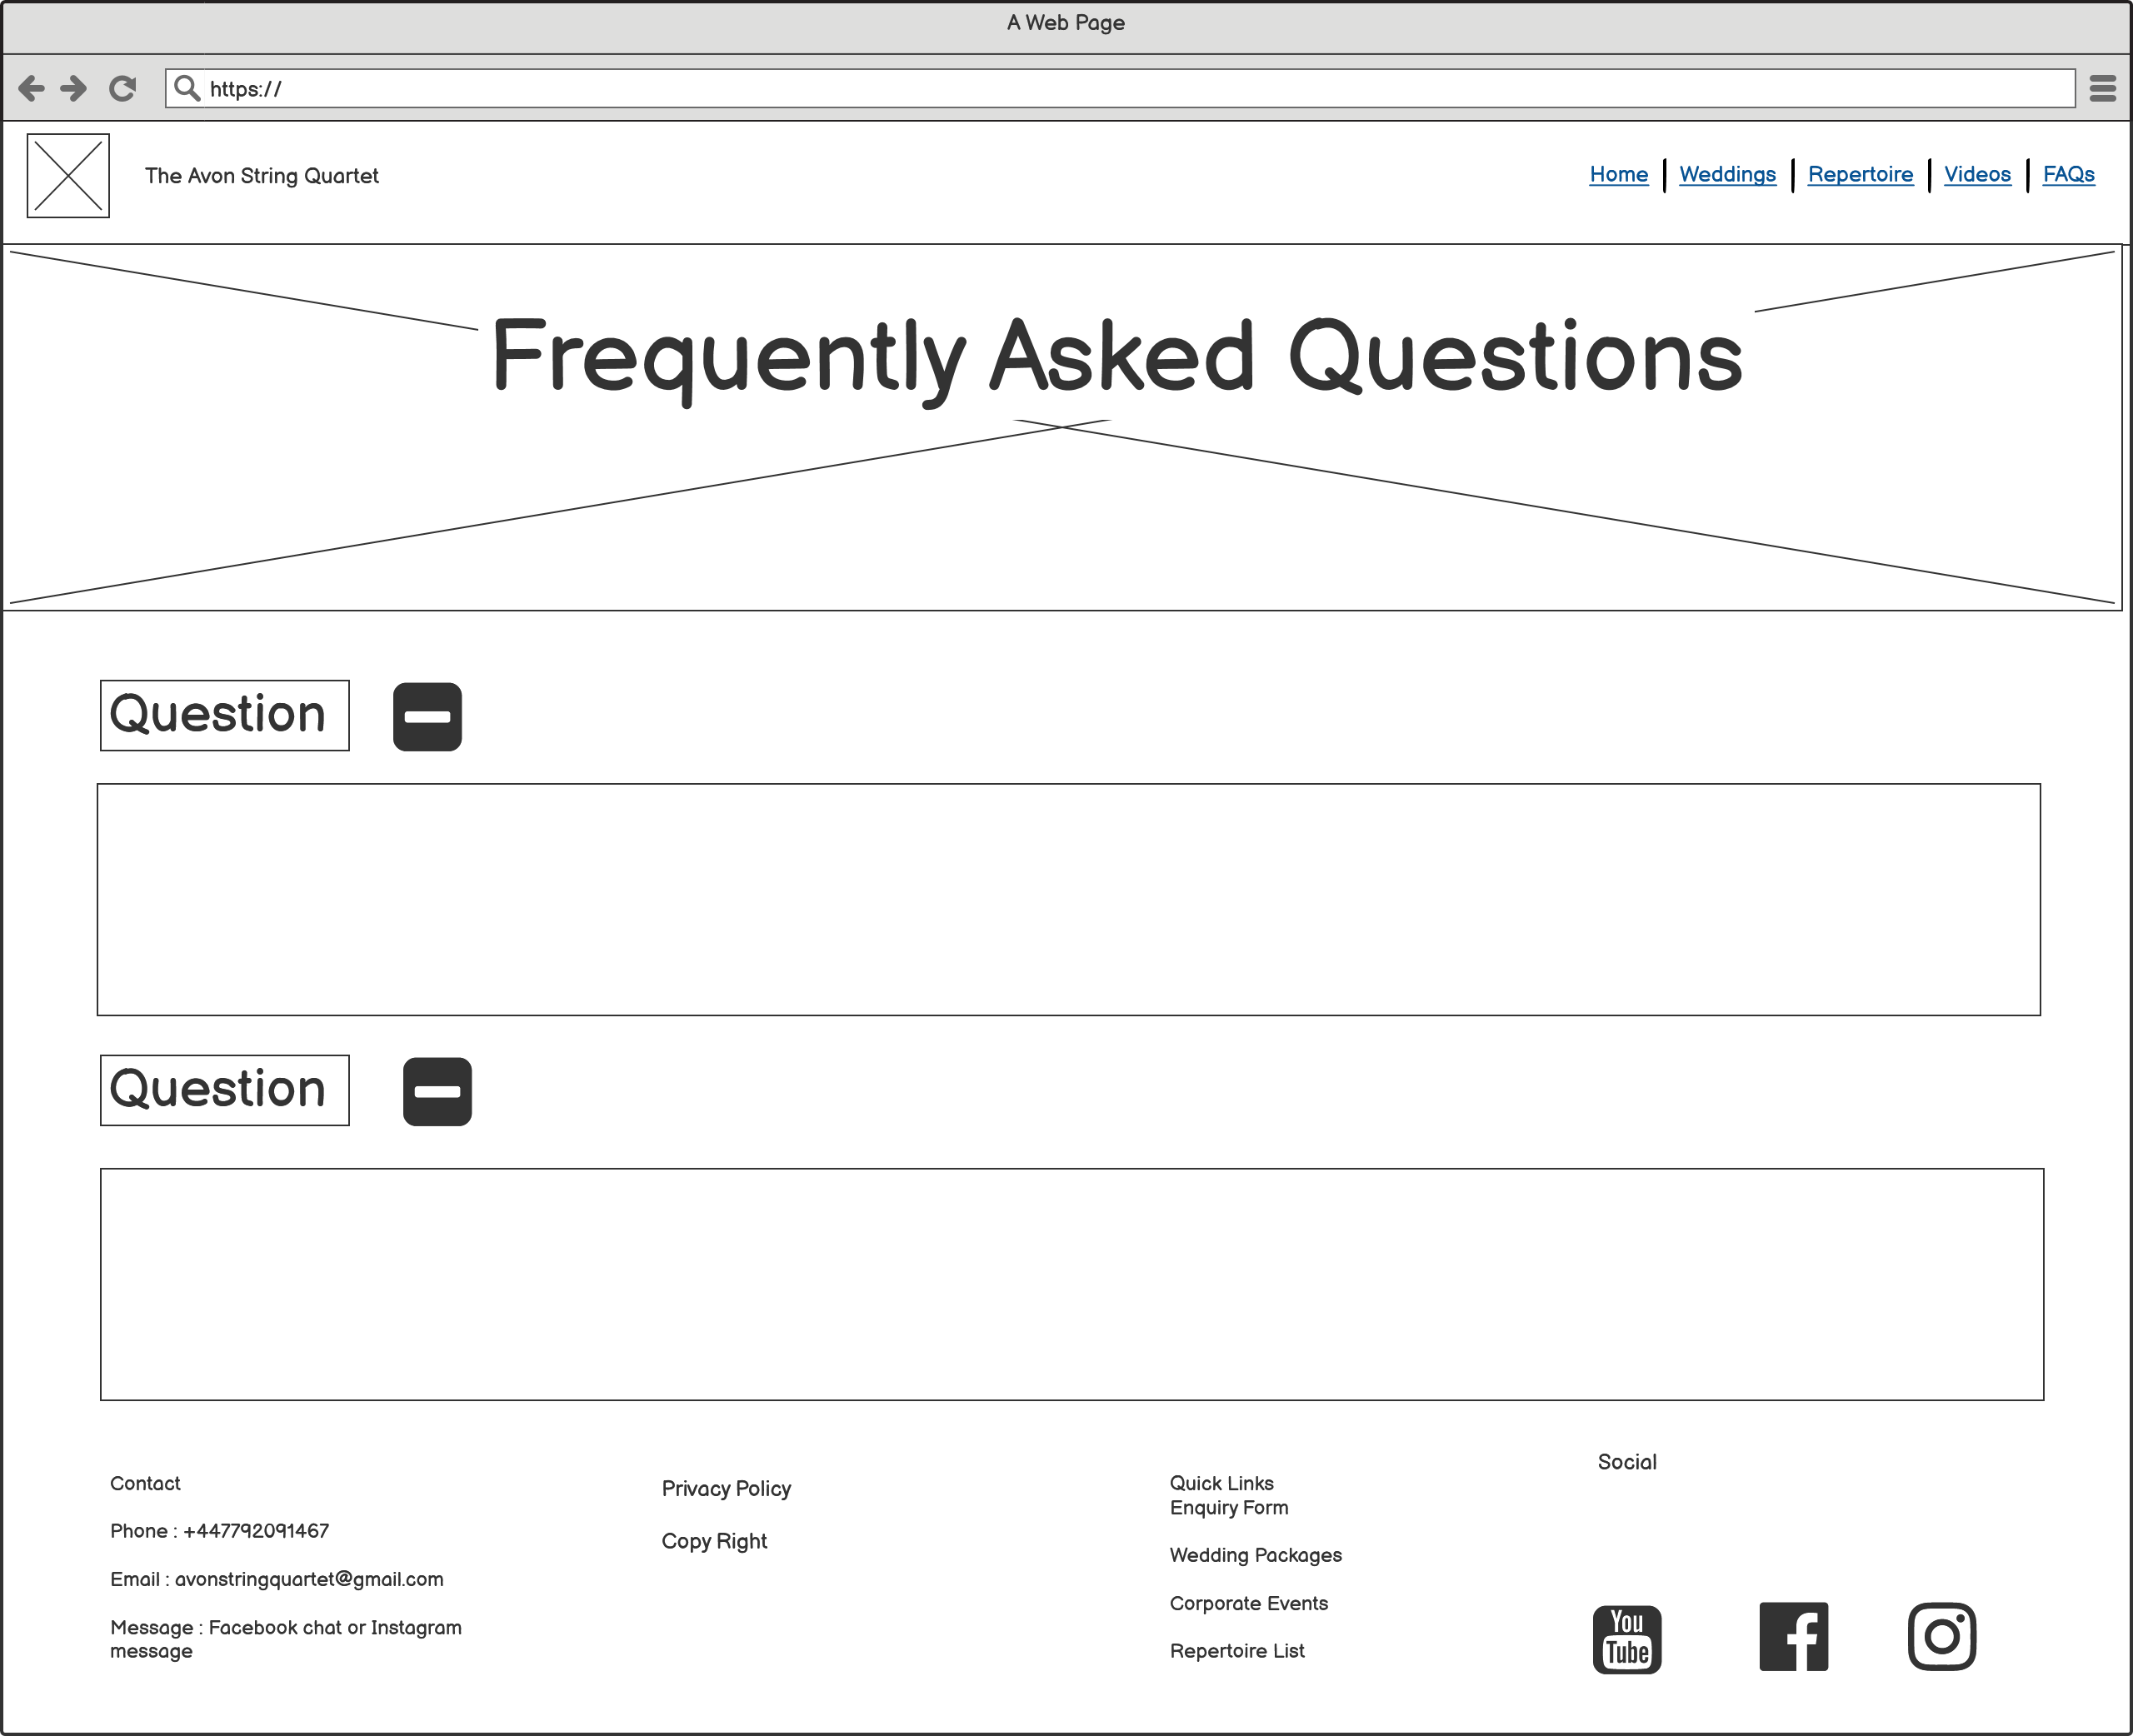 A Web Page
https://
The Avon String Quartet
Home
Weddings
Repertoire
Videos
FAQs
Frequently Asked Questions
Question
Question
Contact
Phone : +447792091467
Email : avonstringquartet@gmail.com
Message : Facebook chat or Instagram
message
Privacy Policy
Copy Right
Quick Links
Enquiry Form
Wedding Packages
Corporate Events
Repertoire List
Social
You
Tube